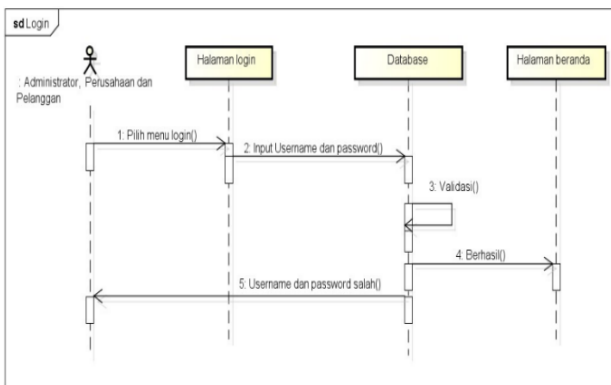 sd Login
Halaman login
Database
Halaman beranda
: Administrator, Perusahaan dan
Pelanggan
1: Pilih menu login()
2: Input Username dan password()
3: Validasi()
4: Berhasil()
5: Username dan password salah()